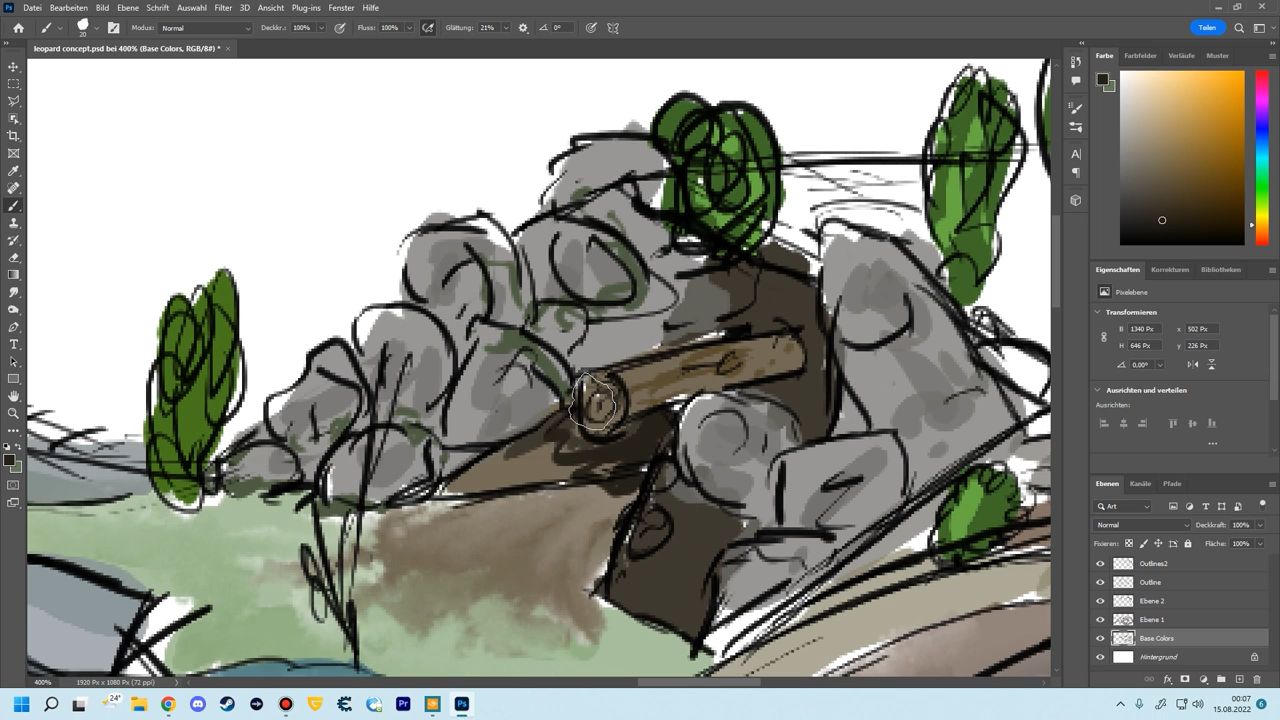 Datei Bearbeiten Bild Ebene Schrift Auswahl Filter 3D Ansicht Plug-ins Fenster Hilfe
20 Modus: Normal Deckkr.: 100% Fluss: 100% Glättung: 21% 0° Teilen
leopard concept.psd bei 400% (Base Colors, RGB/8#) * ×
Farbe Farbfelder Verläufe Muster
Eigenschaften Korrekturen Bibliotheken
Pixelebene
Transformieren
B 1340 Px x 502 Px
H 646 Px y 226 Px
0,00°
Ausrichten und verteilen
Ausrichten:
Ebenen Kanäle Pfade
Art
Normal Deckkraft: 100%
Fixieren: Fläche: 100%
Outlines2
Outline
Ebene 2
Ebene 1
Base Colors
Hintergrund
400% 1920 Px x 1080 Px (72 ppi)
24° Pr Ps 00:07
15.08.2022 6